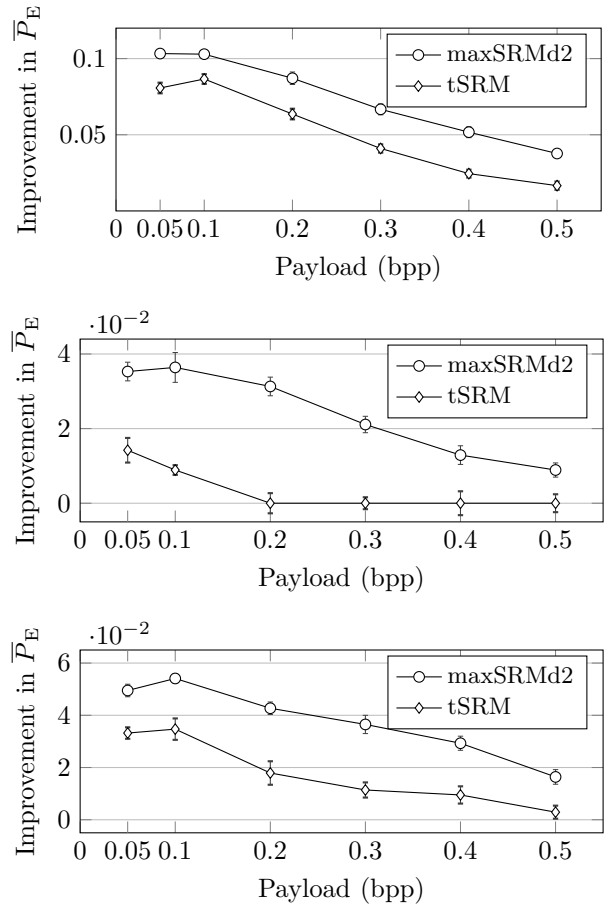 Improvement in P̅_E
0.1
0.05
maxSRMd2
tSRM
0 0.05 0.1 0.2 0.3 0.4 0.5
Payload (bpp)
·10⁻²
Improvement in P̅_E
4
2
0
maxSRMd2
tSRM
0 0.05 0.1 0.2 0.3 0.4 0.5
Payload (bpp)
·10⁻²
Improvement in P̅_E
6
4
2
0
maxSRMd2
tSRM
0 0.05 0.1 0.2 0.3 0.4 0.5
Payload (bpp)